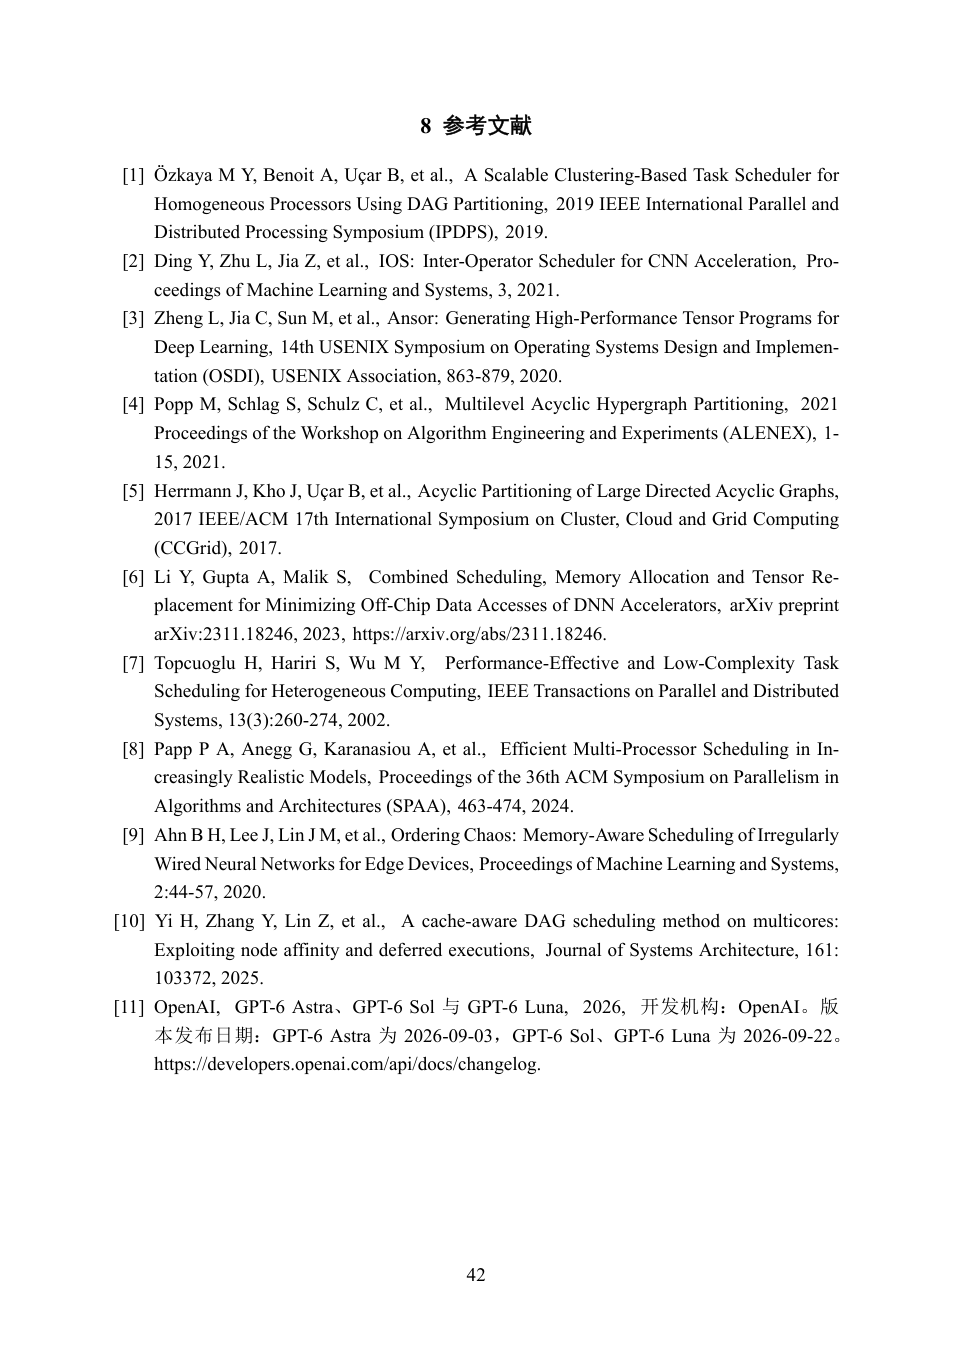 8 参考文献
[1] Özkaya M Y, Benoit A, Uçar B, et al., A Scalable Clustering-Based Task Scheduler for
Homogeneous Processors Using DAG Partitioning, 2019 IEEE International Parallel and
Distributed Processing Symposium (IPDPS), 2019.
[2] Ding Y, Zhu L, Jia Z, et al., IOS: Inter-Operator Scheduler for CNN Acceleration, Pro-
ceedings of Machine Learning and Systems, 3, 2021.
[3] Zheng L, Jia C, Sun M, et al., Ansor: Generating High-Performance Tensor Programs for
Deep Learning, 14th USENIX Symposium on Operating Systems Design and Implemen-
tation (OSDI), USENIX Association, 863-879, 2020.
[4] Popp M, Schlag S, Schulz C, et al., Multilevel Acyclic Hypergraph Partitioning, 2021
Proceedings of the Workshop on Algorithm Engineering and Experiments (ALENEX), 1-
15, 2021.
[5] Herrmann J, Kho J, Uçar B, et al., Acyclic Partitioning of Large Directed Acyclic Graphs,
2017 IEEE/ACM 17th International Symposium on Cluster, Cloud and Grid Computing
(CCGrid), 2017.
[6] Li Y, Gupta A, Malik S, Combined Scheduling, Memory Allocation and Tensor Re-
placement for Minimizing Off-Chip Data Accesses of DNN Accelerators, arXiv preprint
arXiv:2311.18246, 2023, https://arxiv.org/abs/2311.18246.
[7] Topcuoglu H, Hariri S, Wu M Y, Performance-Effective and Low-Complexity Task
Scheduling for Heterogeneous Computing, IEEE Transactions on Parallel and Distributed
Systems, 13(3):260-274, 2002.
[8] Papp P A, Anegg G, Karanasiou A, et al., Efficient Multi-Processor Scheduling in In-
creasingly Realistic Models, Proceedings of the 36th ACM Symposium on Parallelism in
Algorithms and Architectures (SPAA), 463-474, 2024.
[9] Ahn B H, Lee J, Lin J M, et al., Ordering Chaos: Memory-Aware Scheduling of Irregularly
Wired Neural Networks for Edge Devices, Proceedings of Machine Learning and Systems,
2:44-57, 2020.
[10] Yi H, Zhang Y, Lin Z, et al., A cache-aware DAG scheduling method on multicores:
Exploiting node affinity and deferred executions, Journal of Systems Architecture, 161:
103372, 2025.
[11] OpenAI, GPT-6 Astra、GPT-6 Sol 与 GPT-6 Luna, 2026, 开发机构：OpenAI。版
本发布日期：GPT-6 Astra 为 2026-09-03，GPT-6 Sol、GPT-6 Luna 为 2026-09-22。
https://developers.openai.com/api/docs/changelog.
42